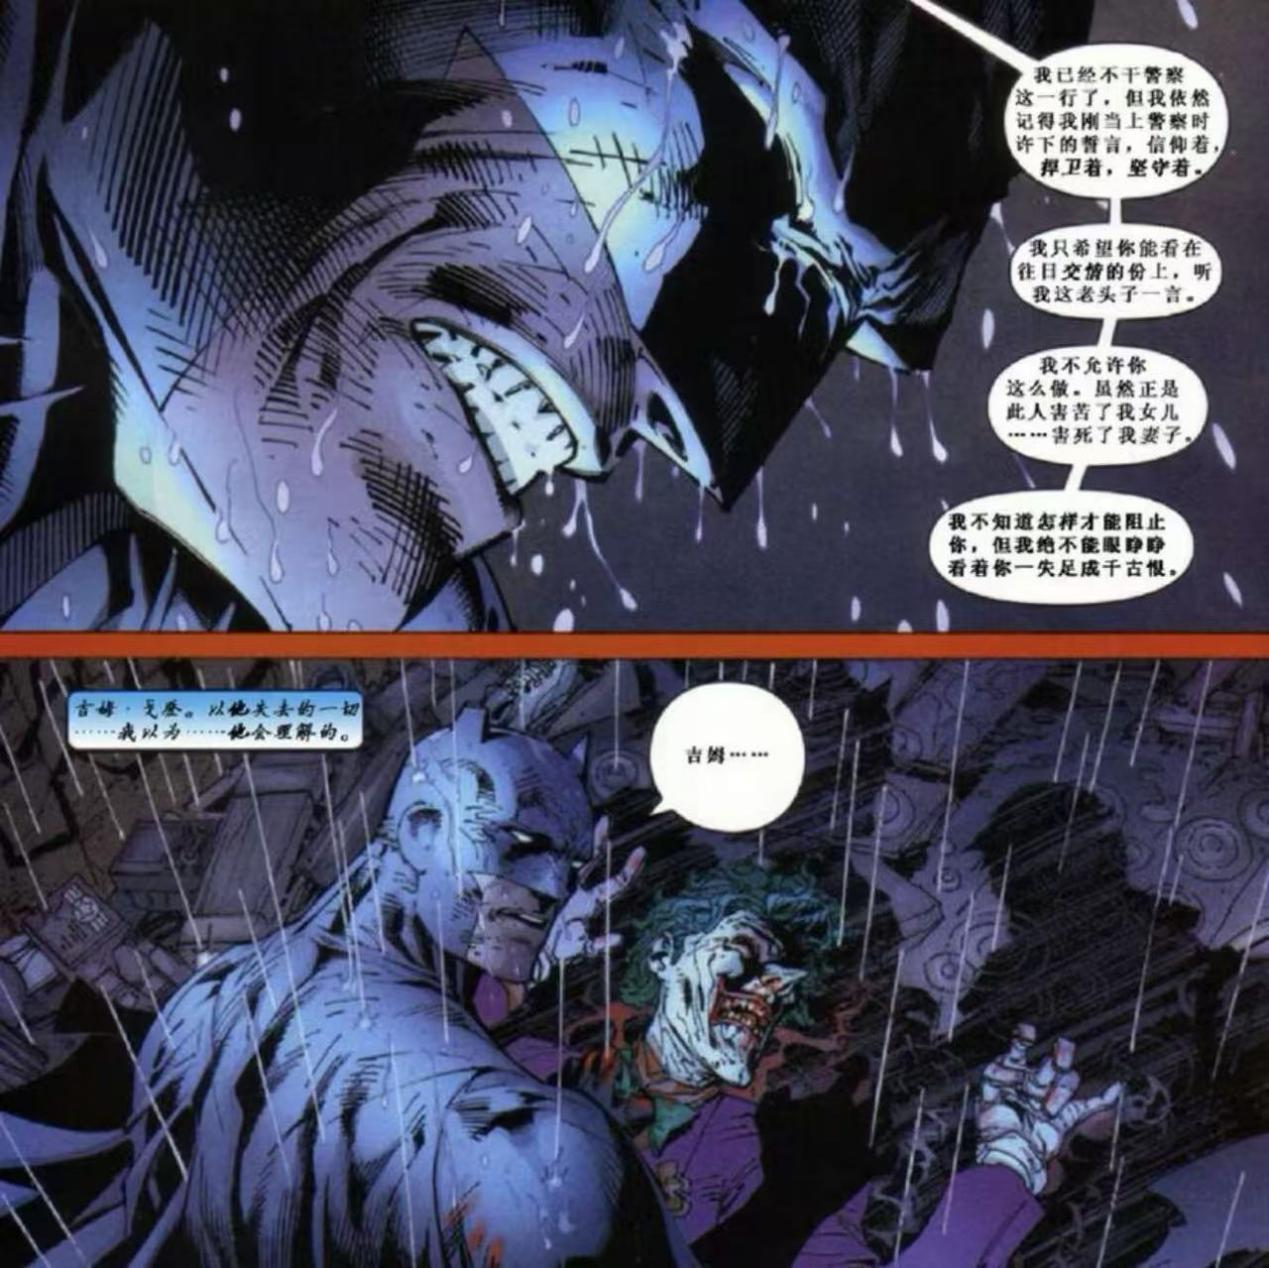 我已经不干警察
这一行了，但我依然
记得我刚当上警察时
许下的誓言，信仰着，
捍卫着，坚守着。
我只希望你能看在
往日交情的份上，听
我这老头子一言。
我不允许你
这么做。虽然正是
此人害苦了我女儿
……害死了我妻子。
我不知道怎样才能阻止
你，但我绝不能眼睁睁
看着你一失足成千古恨。
吉姆·戈登。以他失去的一切
……我以为……他会理解的。
吉姆……